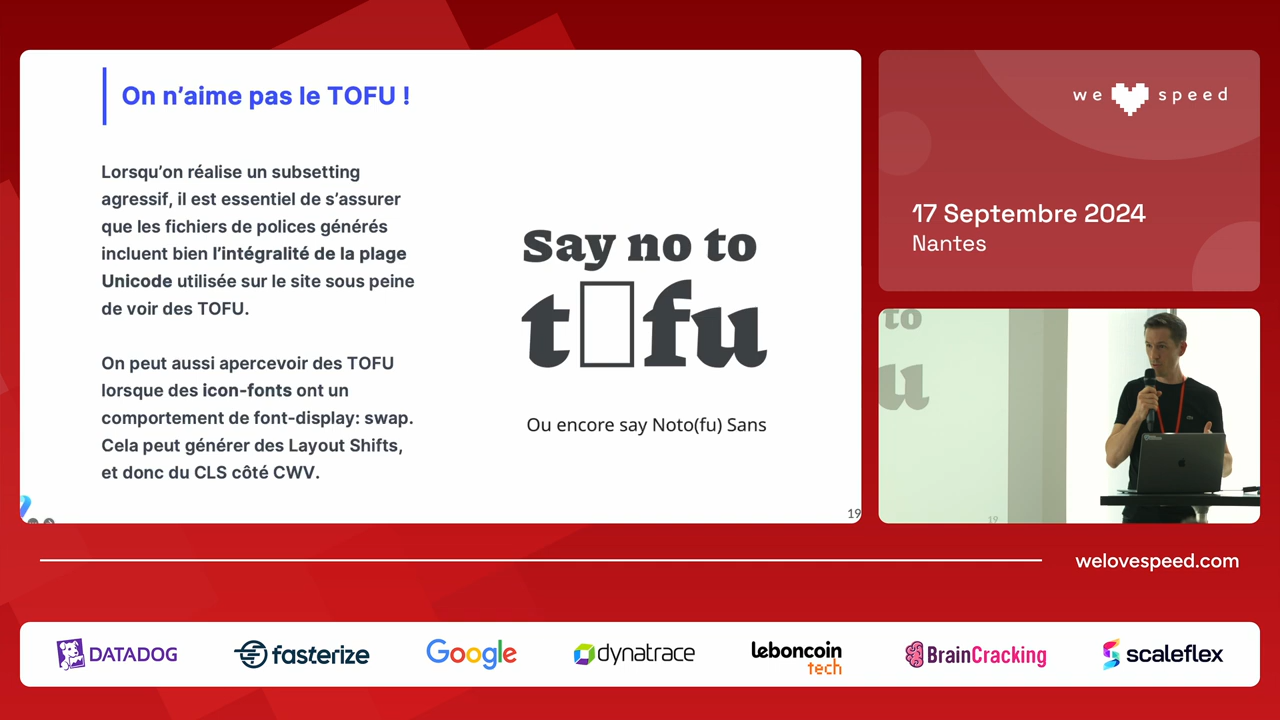 On n’aime pas le TOFU !
Lorsqu’on réalise un subsetting
agressif, il est essentiel de s’assurer
que les fichiers de polices générés
incluent bien l’intégralité de la plage
Unicode utilisée sur le site sous peine
de voir des TOFU.
On peut aussi apercevoir des TOFU
lorsque des icon-fonts ont un
comportement de font-display: swap.
Cela peut générer des Layout Shifts,
et donc du CLS côté CWV.
Say no to
t▯fu
Ou encore say Noto(fu) Sans
19
we speed
17 Septembre 2024
Nantes
to
u
19
welovespeed.com
DATADOG
fasterize
Google
dynatrace
leboncoin
tech
BrainCracking
scaleflex